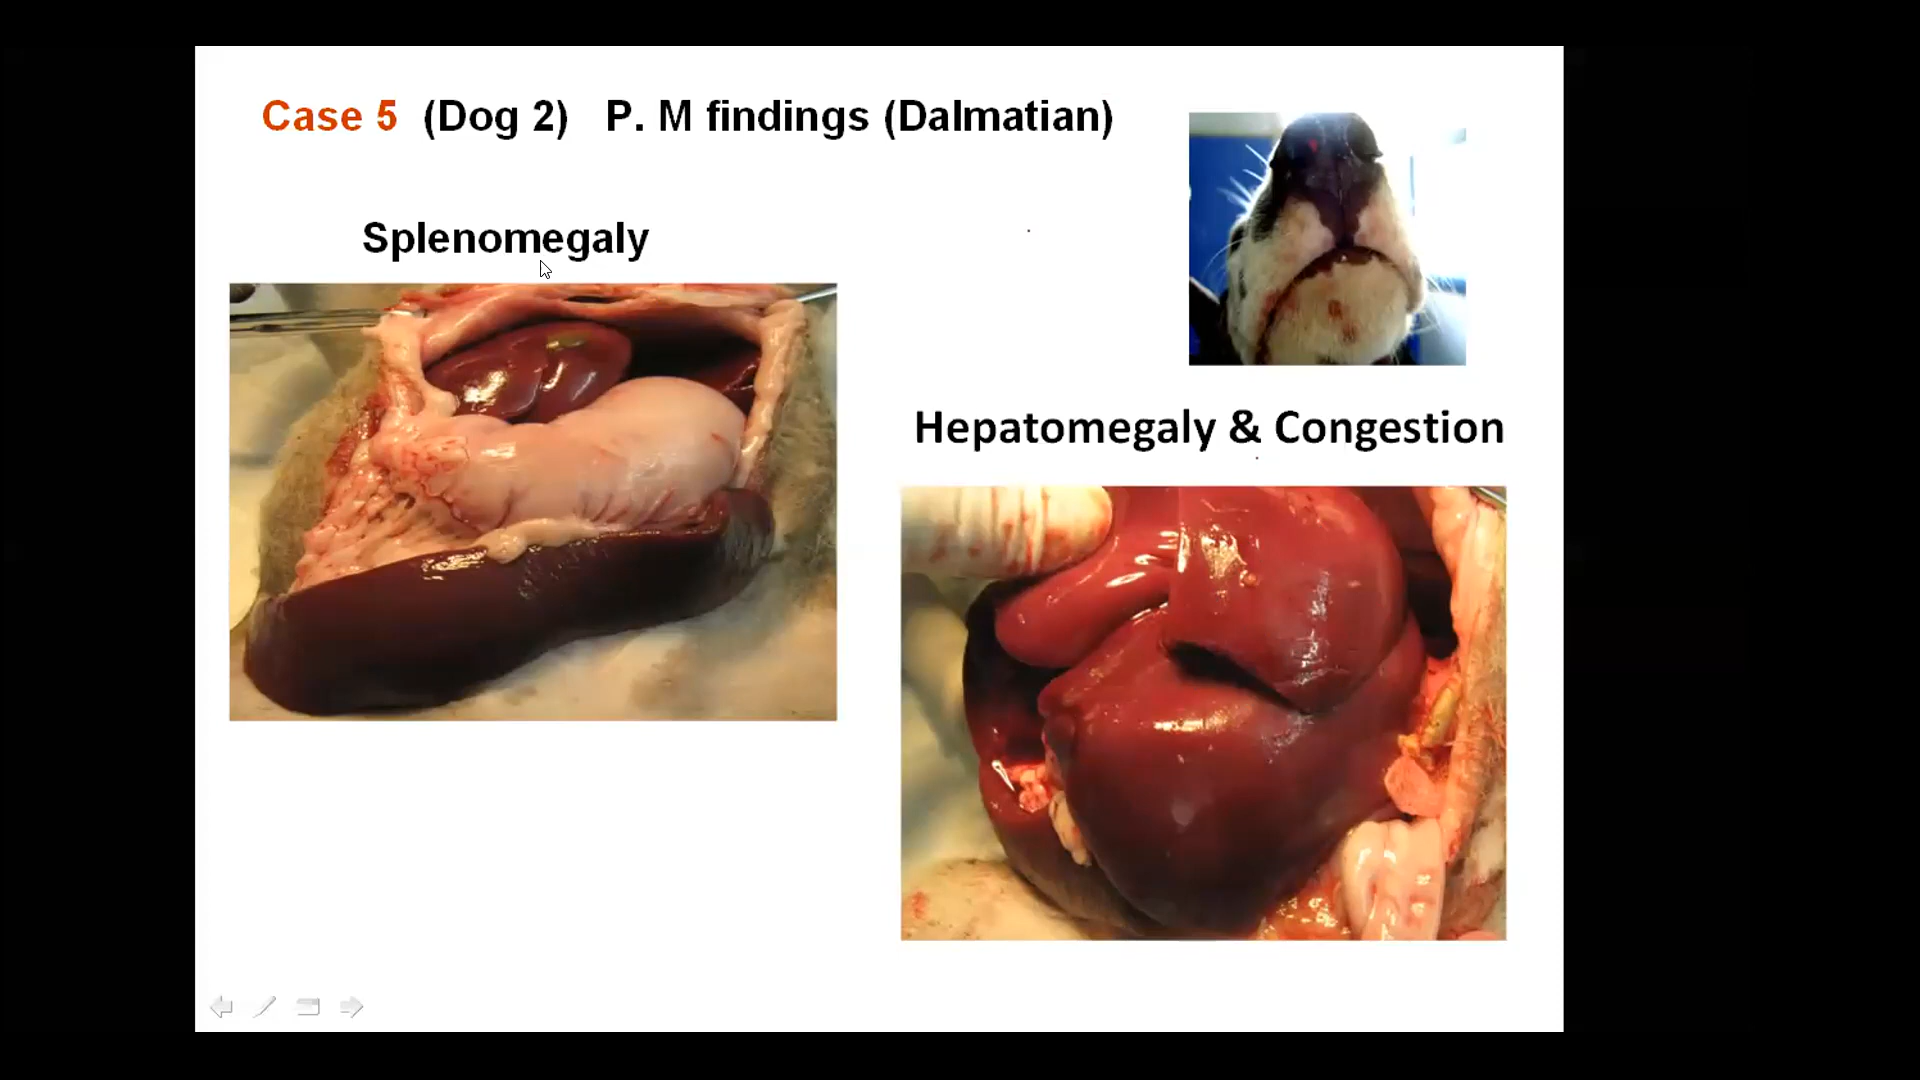 Case 5 (Dog 2) P. M findings (Dalmatian)
Splenomegaly
Hepatomegaly & Congestion